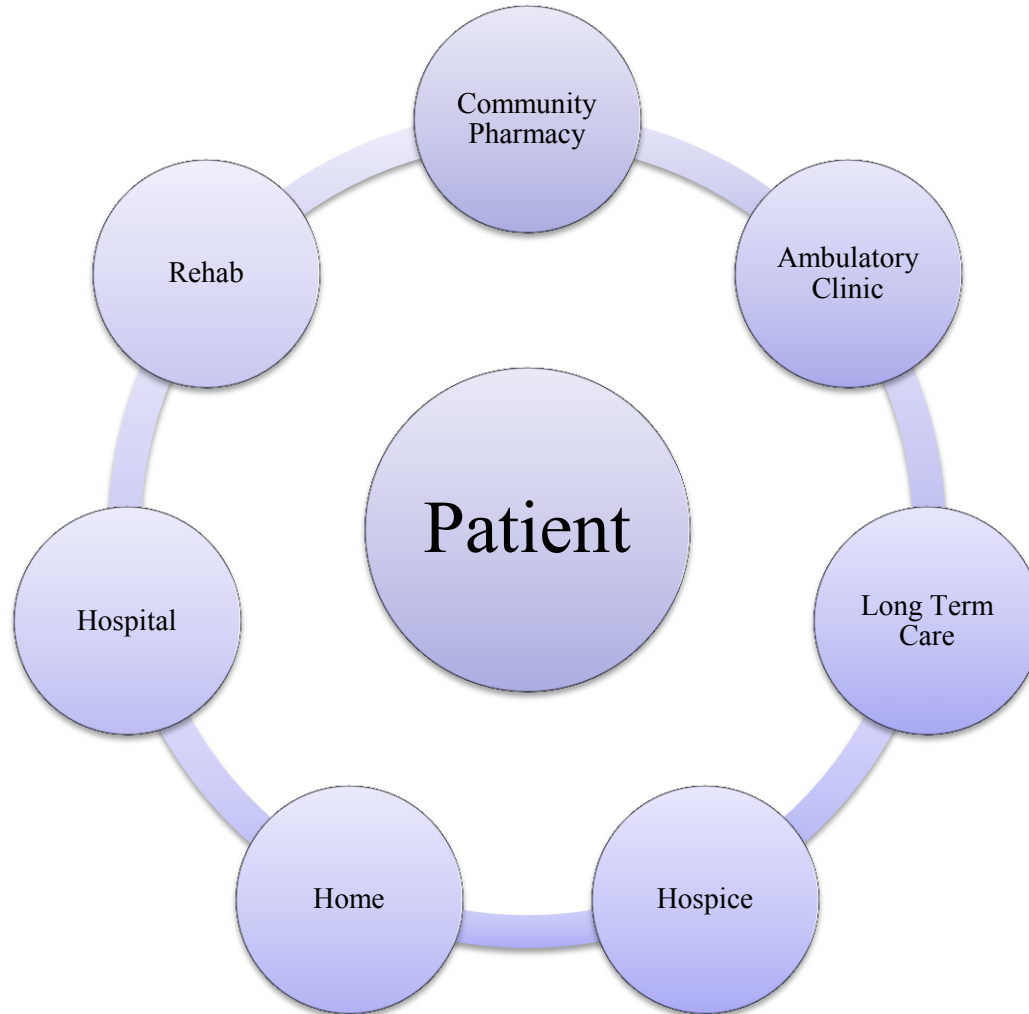 Community
Pharmacy
Ambulatory
Clinic
Rehab
Patient
Long Term
Care
Hospital
Hospice
Home